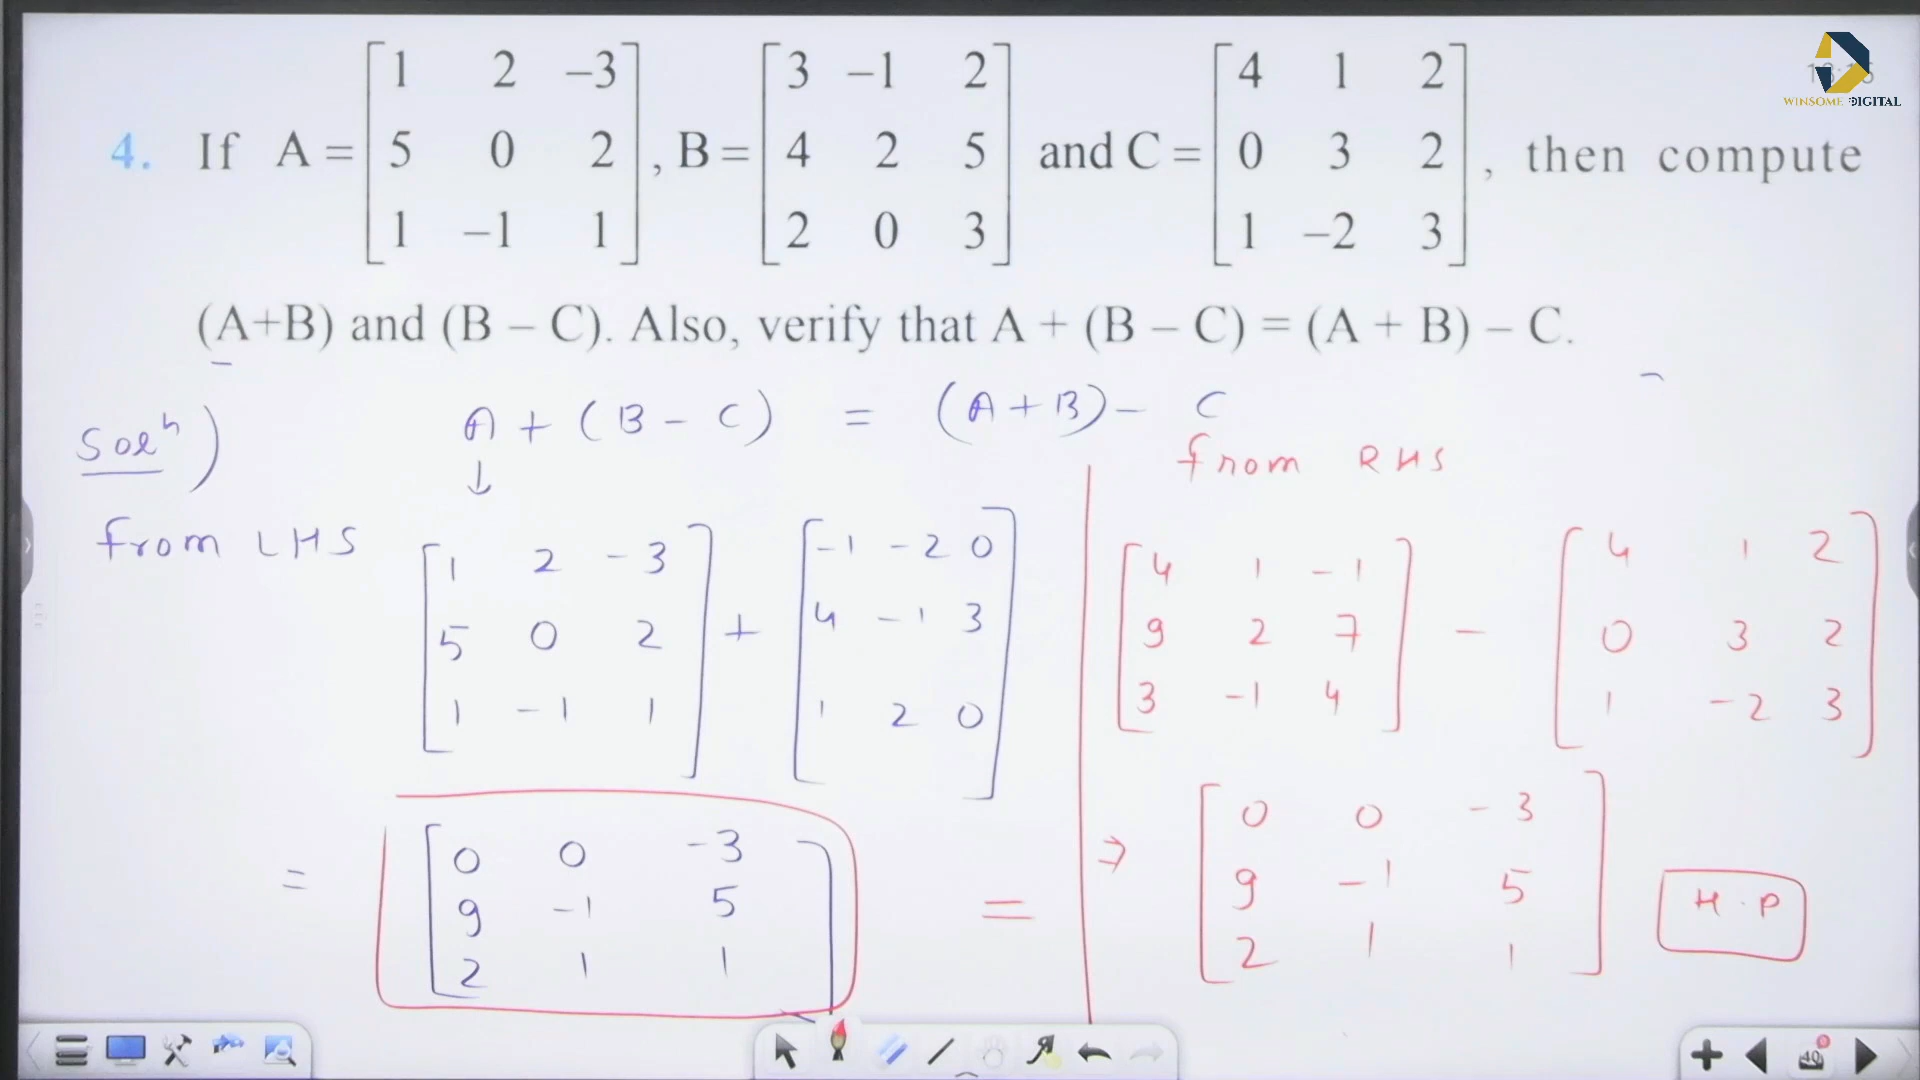 WINSOME DIGITAL
4. If A = [1 2 –3
5 0 2
1 –1 1], B = [3 –1 2
4 2 5
2 0 3] and C = [4 1 2
0 3 2
1 –2 3], then compute
(A+B) and (B – C). Also, verify that A + (B – C) = (A + B) – C.
Soln) A + (B - C) = (A + B) - C
from RHS
from LHS
[1 2 -3
5 0 2
1 -1 1] + [-1 -2 0
4 -1 3
1 2 0]
[4 1 -1
9 2 7
3 -1 4] - [4 1 2
0 3 2
1 -2 3]
= [0 0 -3
9 -1 5
2 1 1]
= ⇒ [0 0 -3
9 -1 5
2 1 1]
H.P